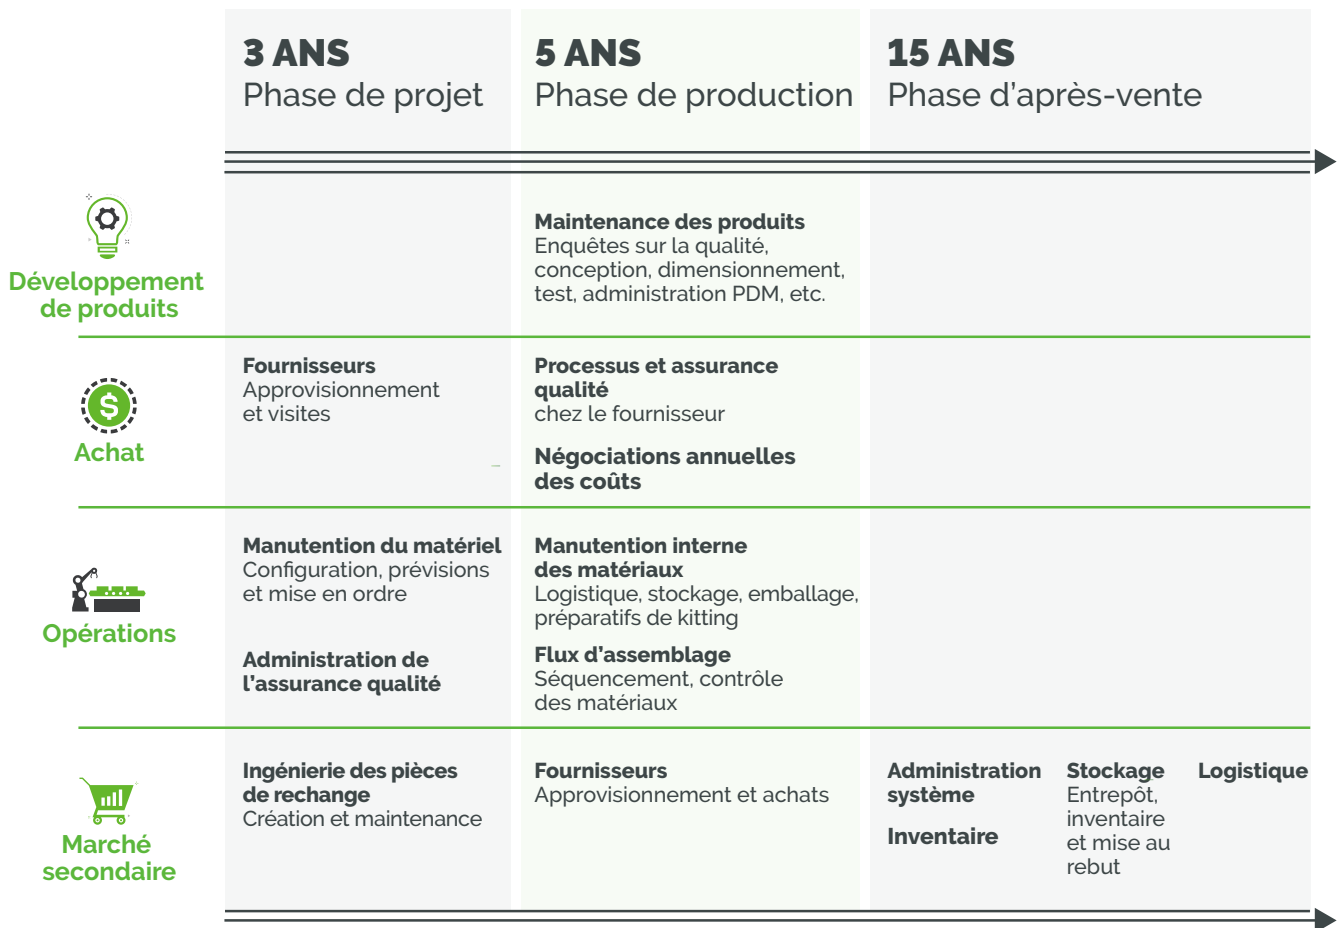 3 ANS
Phase de projet
5 ANS
Phase de production
15 ANS
Phase d’après-vente
Développement
de produits
Maintenance des produits
Enquêtes sur la qualité,
conception, dimensionnement,
test, administration PDM, etc.
$
Achat
Fournisseurs
Approvisionnement
et visites
Processus et assurance
qualité
chez le fournisseur
Négociations annuelles
des coûts
Opérations
Manutention du matériel
Configuration, prévisions
et mise en ordre
Administration de
l’assurance qualité
Manutention interne
des matériaux
Logistique, stockage, emballage,
préparatifs de kitting
Flux d’assemblage
Séquencement, contrôle
des matériaux
Marché
secondaire
Ingénierie des pièces
de rechange
Création et maintenance
Fournisseurs
Approvisionnement et achats
Administration
système
Inventaire
Stockage
Entrepôt,
inventaire
et mise au
rebut
Logistique